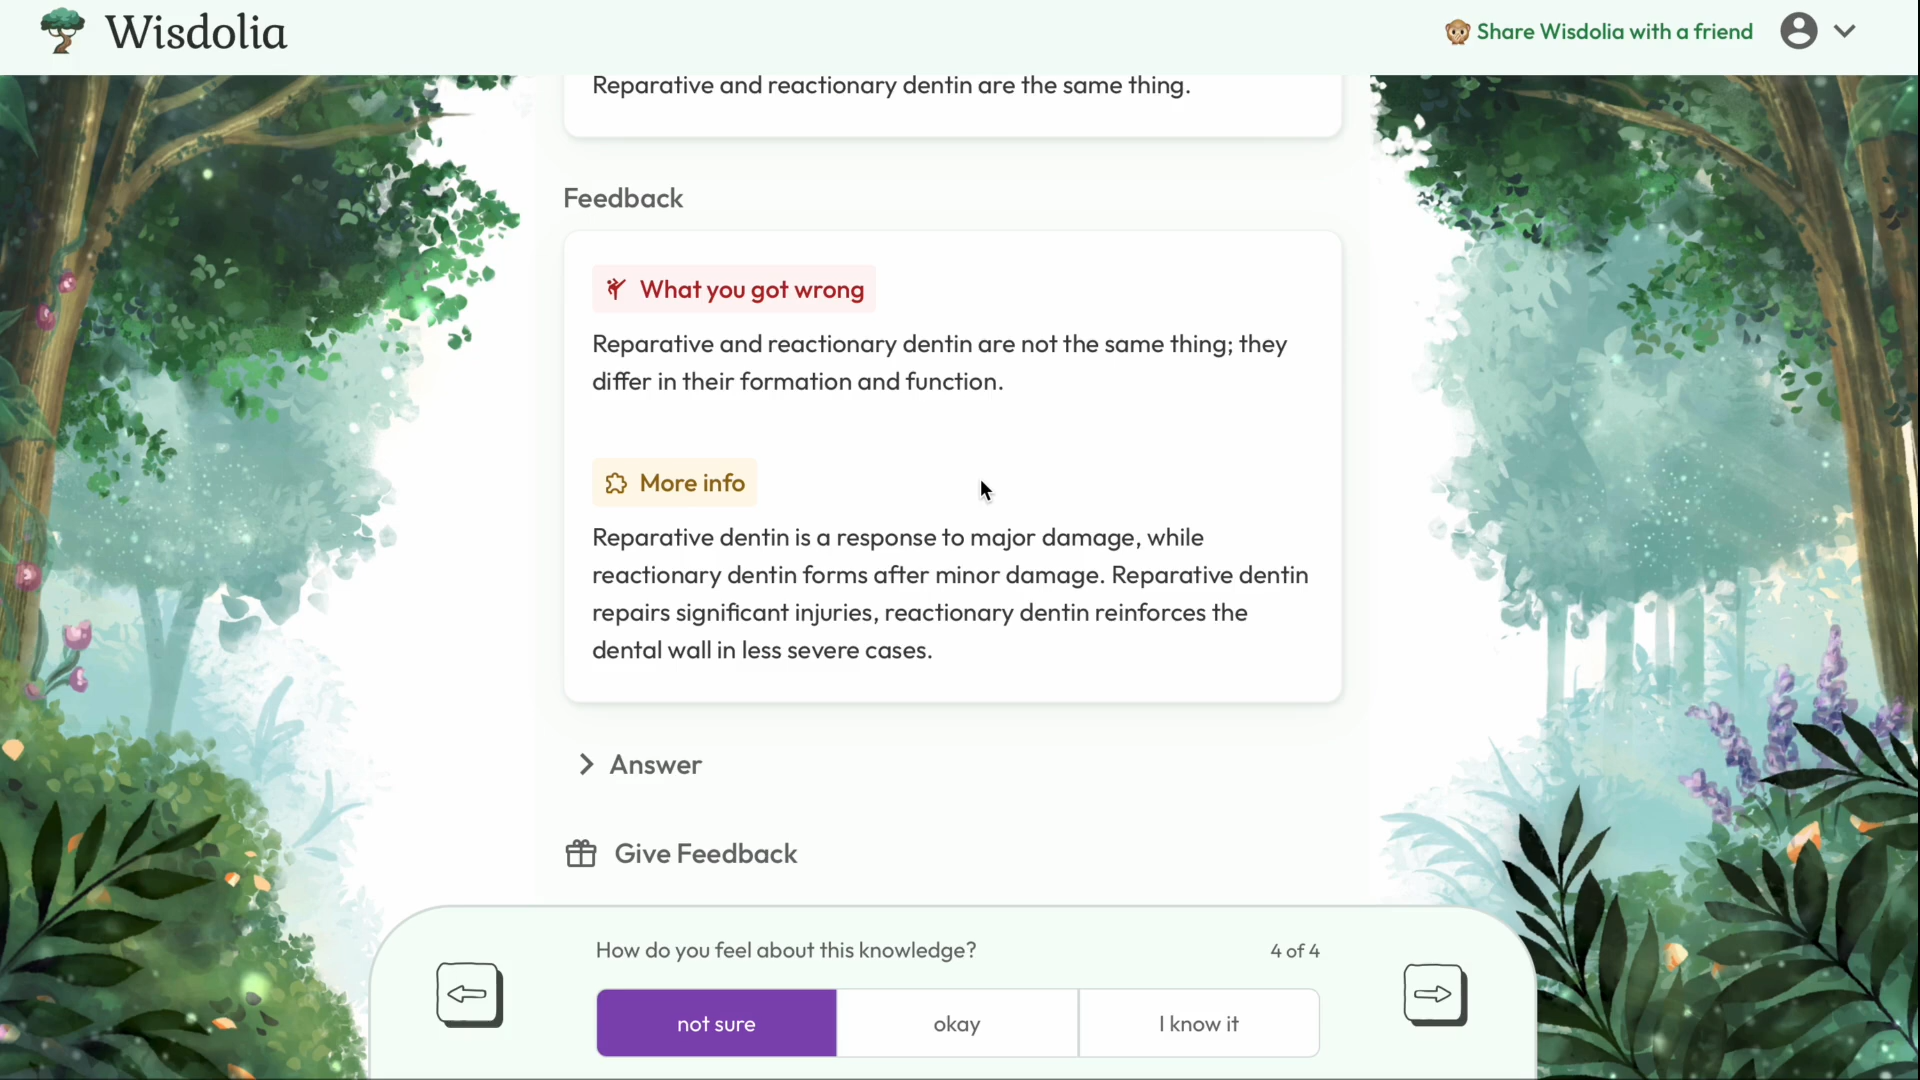 Wisdolia
Share Wisdolia with a friend
Reparative and reactionary dentin are the same thing.
Feedback
What you got wrong
Reparative and reactionary dentin are not the same thing; they
differ in their formation and function.
More info
Reparative dentin is a response to major damage, while
reactionary dentin forms after minor damage. Reparative dentin
repairs significant injuries, reactionary dentin reinforces the
dental wall in less severe cases.
Answer
Give Feedback
How do you feel about this knowledge?
4 of 4
not sure
okay
I know it